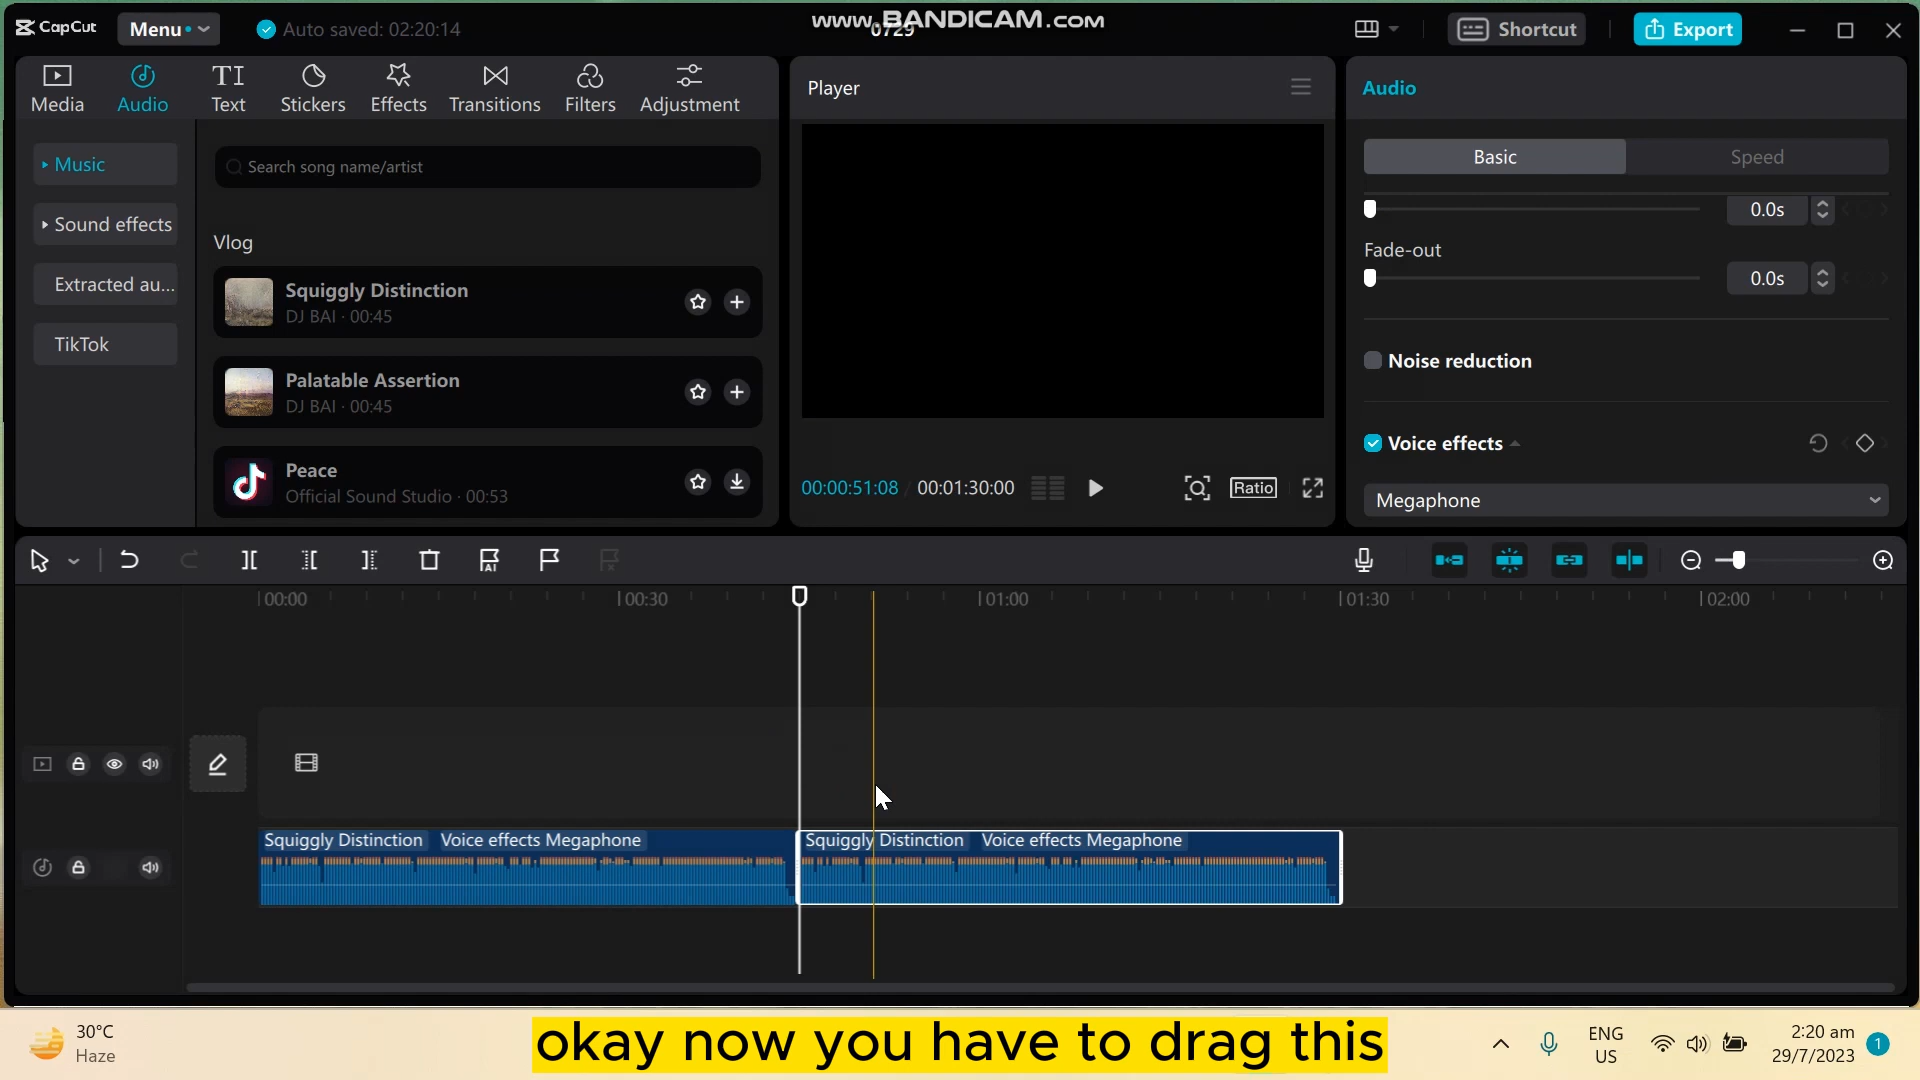 CapCut
Menu
Auto saved: 02:20:14
www.BANDICAM.com
0729
Shortcut
Export
Media
Audio
Text
Stickers
Effects
Transitions
Filters
Adjustment
Player
Audio
Music
Sound effects
Extracted au...
TikTok
Search song name/artist
Vlog
Squiggly Distinction
DJ BAI · 00:45
Palatable Assertion
DJ BAI · 00:45
Peace
Official Sound Studio · 00:53
00:00:51:08 / 00:01:30:00
Ratio
Basic
Speed
0.0s
Fade-out
0.0s
Noise reduction
Voice effects
Megaphone
00:00
00:30
01:00
01:30
02:00
Squiggly Distinction Voice effects Megaphone
Squiggly Distinction Voice effects Megaphone
30°C
Haze
okay now you have to drag this
ENG
US
2:20 am
29/7/2023
1